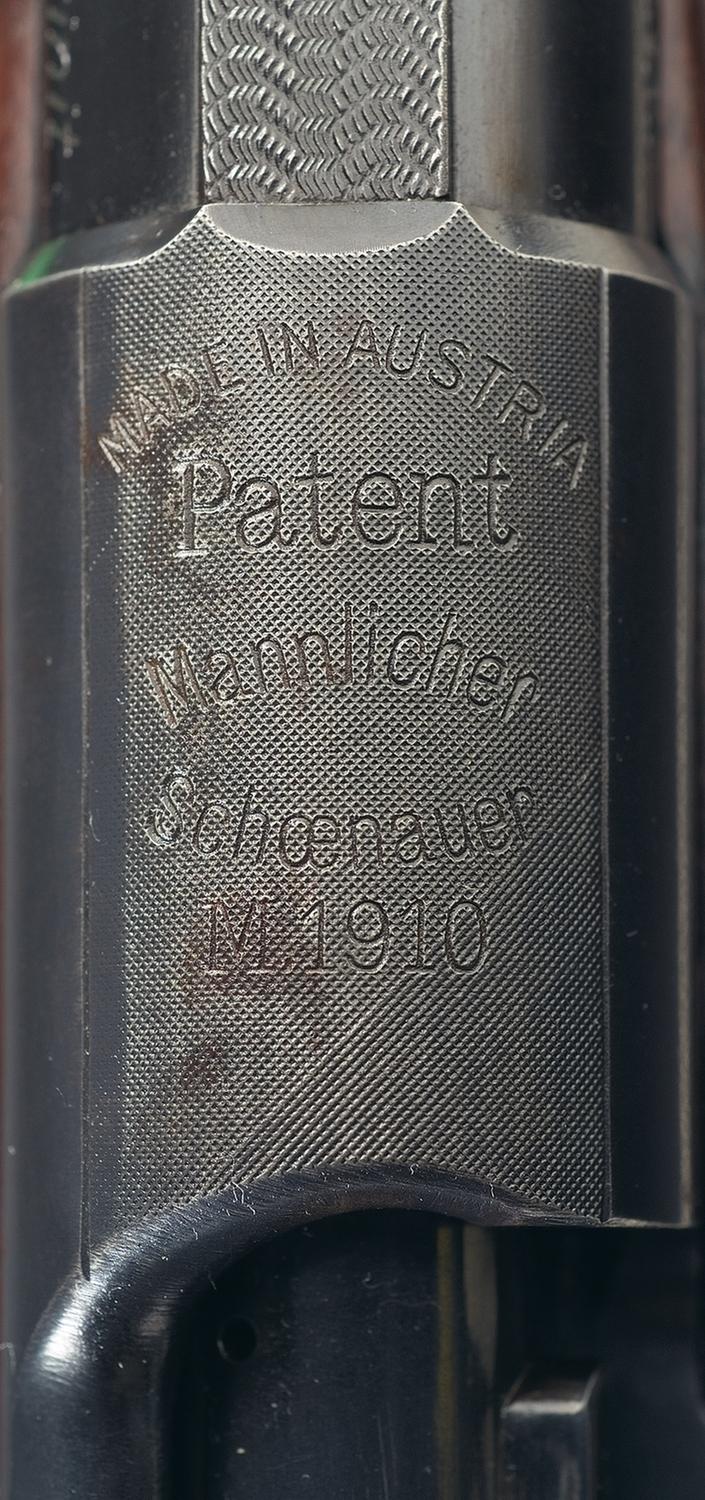 MADE IN AUSTRIA
Patent
Mannlicher
Schœnauer
M.1910